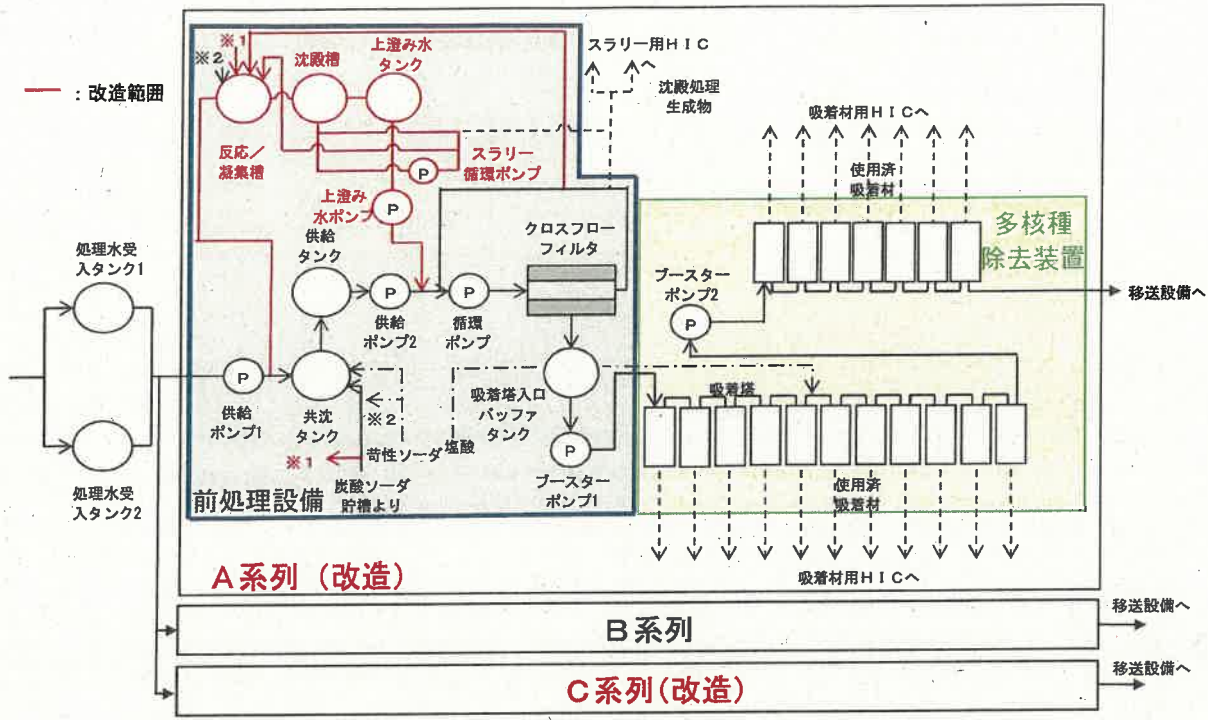 ※１
※２
沈殿槽
上澄み水
タンク
スラリー用ＨＩＣ
へ
沈殿処理
生成物
━━ ：改造範囲
反応／
凝集槽
P
スラリー
循環ポンプ
上澄み
水ポンプ
P
吸着材用ＨＩＣへ
使用済
吸着材
多核種
除去装置
処理水受
入タンク1
供給
タンク
クロスフロー
フィルタ
ブースター
ポンプ2
P
移送設備へ
P
供給
ポンプ2
P
循環
ポンプ
P
供給
ポンプ1
共沈
タンク
※２
苛性ソーダ
塩酸
吸着塔入口
バッファ
タンク
吸着塔
P
ブースター
ポンプ1
※１
炭酸ソーダ
貯槽より
処理水受
入タンク2
前処理設備
使用済
吸着材
吸着材用ＨＩＣへ
Ａ系列（改造）
Ｂ系列
移送設備へ
Ｃ系列(改造)
移送設備へ